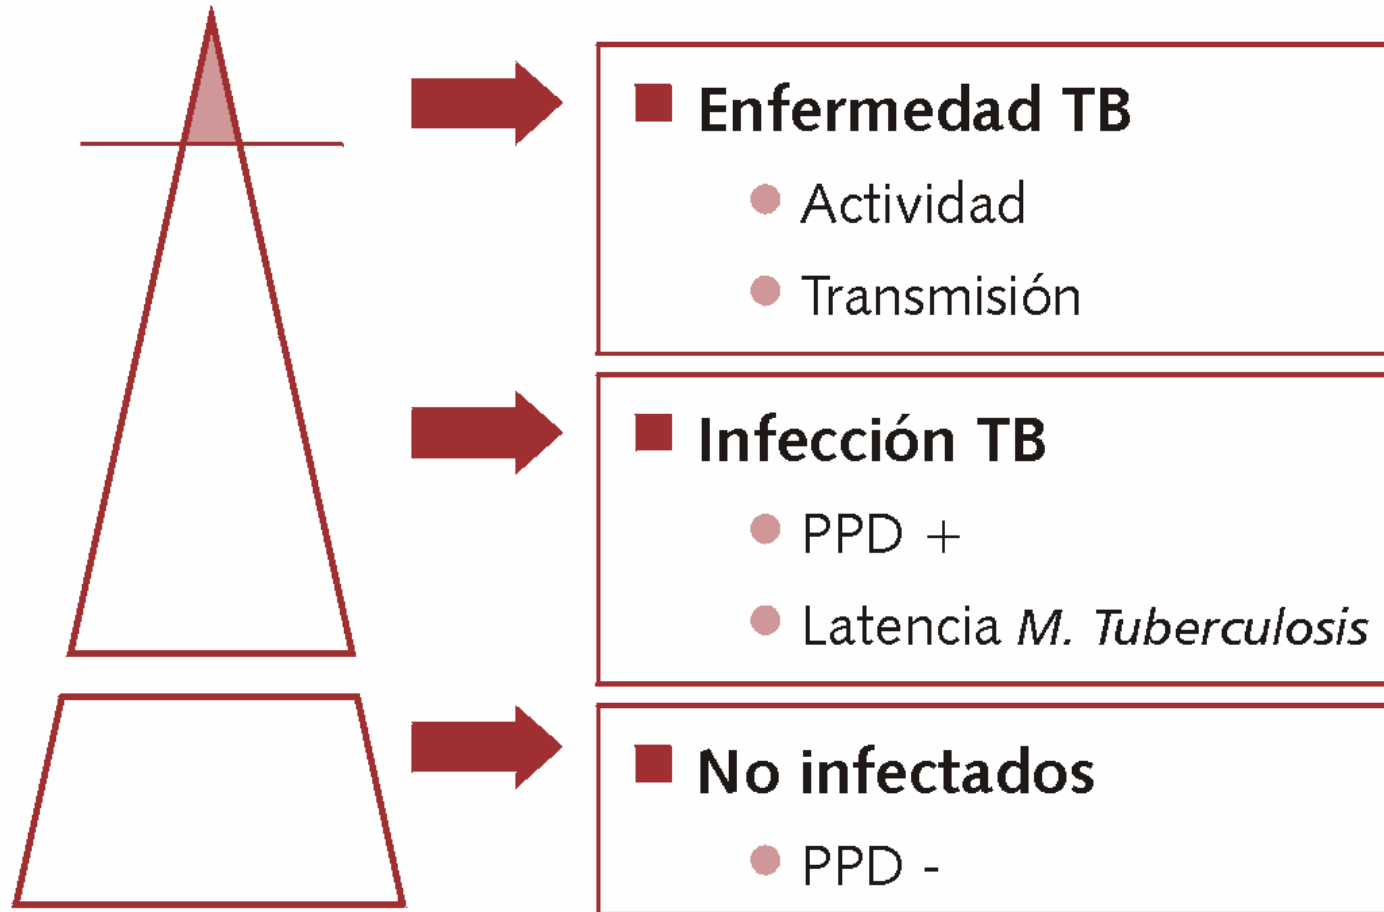 Enfermedad TB
Actividad
Transmisión
Infección TB
PPD +
Latencia M. Tuberculosis
No infectados
PPD -